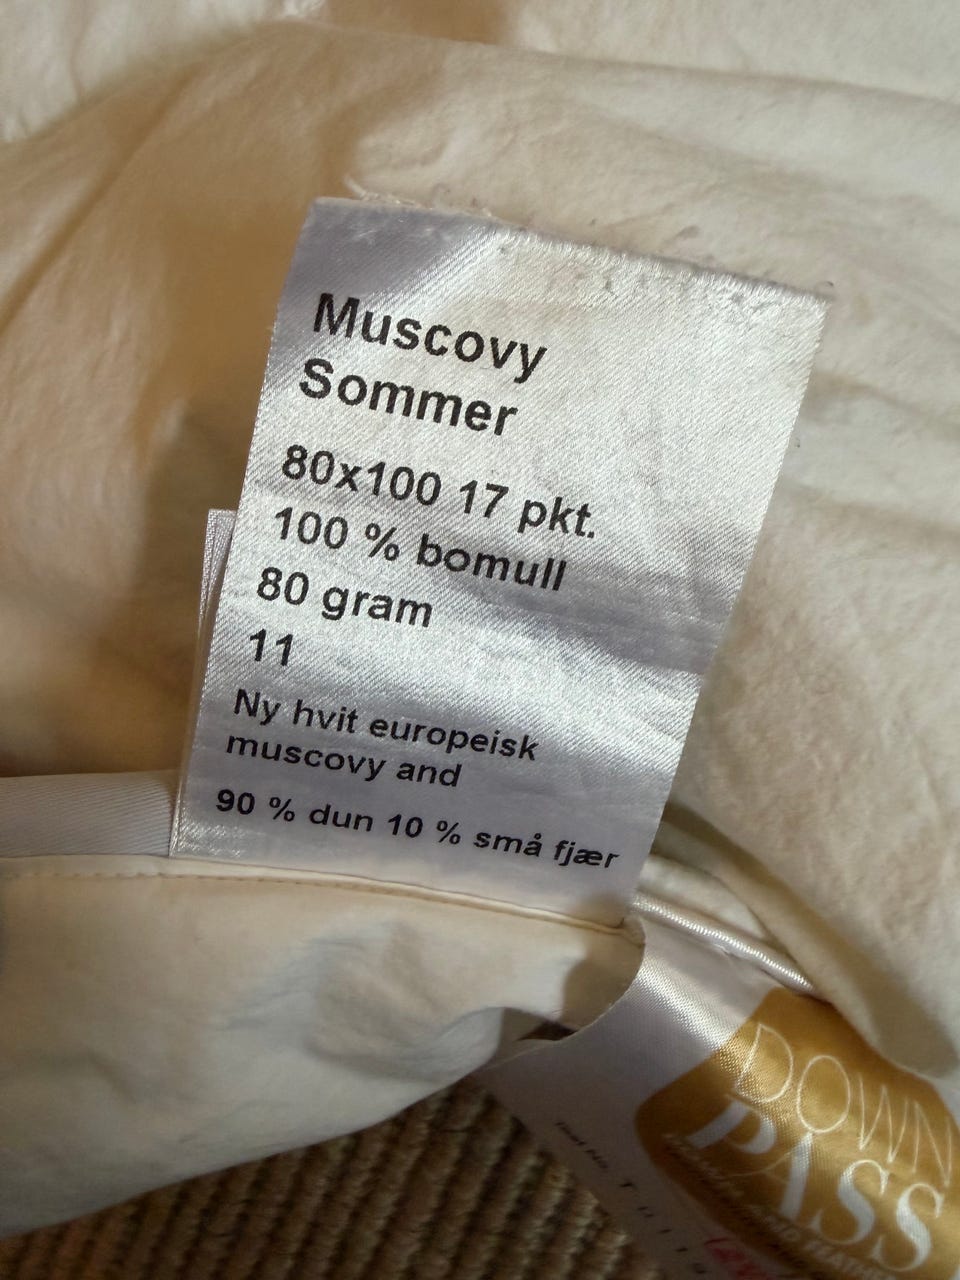 Muscovy
Sommer
80x100 17 pkt.
100 % bomull
80 gram
11
Ny hvit europeisk
muscovy and
90 % dun 10 % små fjær
DOWN
PASS